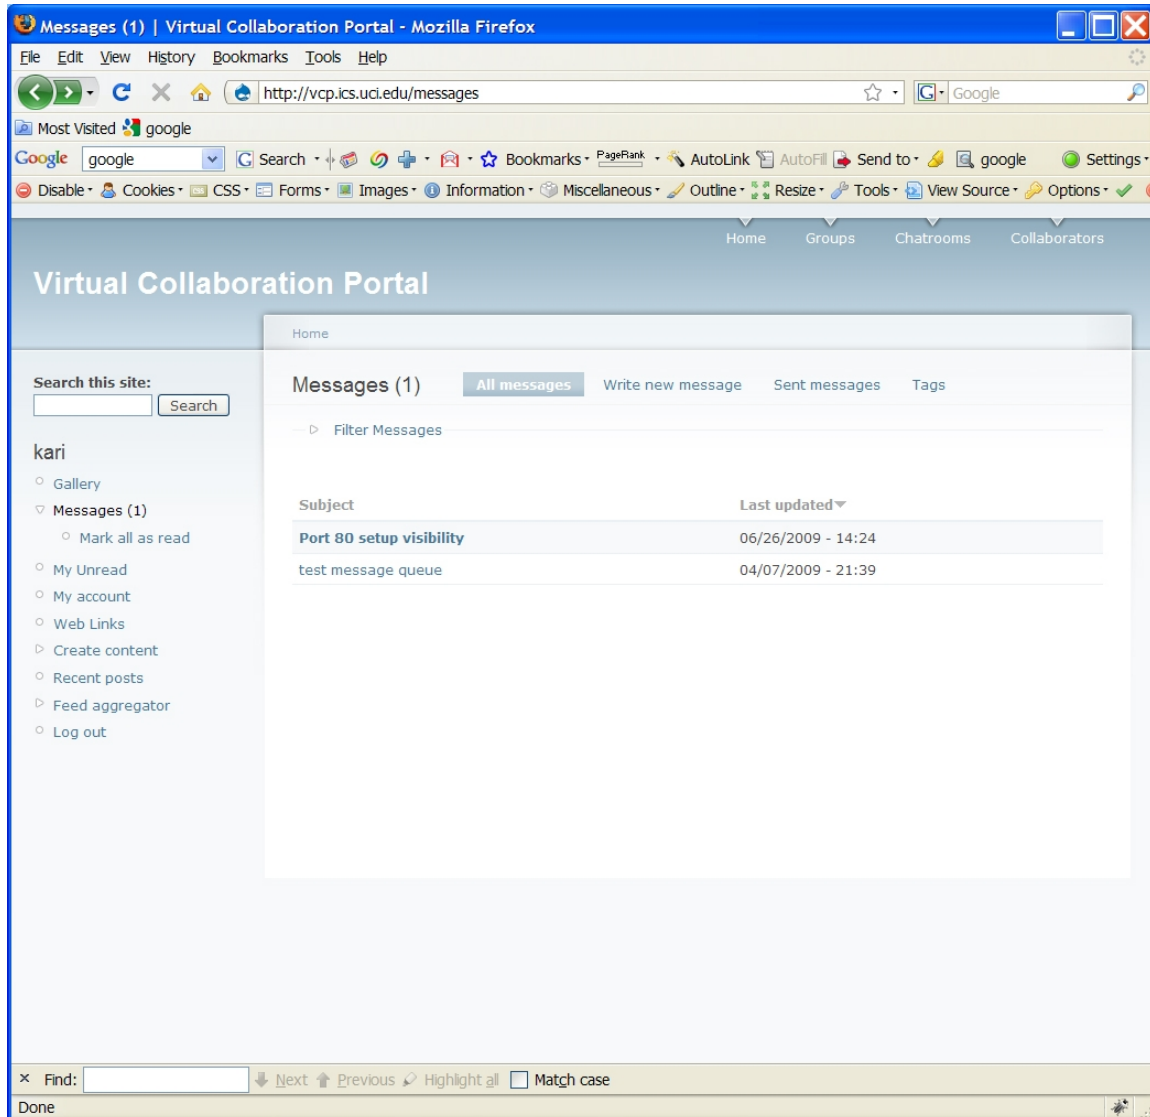 Messages (1) | Virtual Collaboration Portal - Mozilla Firefox
File Edit View History Bookmarks Tools Help
http://vcp.ics.uci.edu/messages G Google
Most Visited google
Google google G Search Bookmarks PageRank AutoLink AutoFill Send to google Settings
Disable Cookies CSS Forms Images Information Miscellaneous Outline Resize Tools View Source Options
Home Groups Chatrooms Collaborators
Virtual Collaboration Portal
Home
Search this site:
Search
kari
Gallery
Messages (1)
Mark all as read
My Unread
My account
Web Links
Create content
Recent posts
Feed aggregator
Log out
Messages (1) All messages Write new message Sent messages Tags
Filter Messages
Subject Last updated
Port 80 setup visibility 06/26/2009 - 14:24
test message queue 04/07/2009 - 21:39
× Find: Next Previous Highlight all Match case
Done